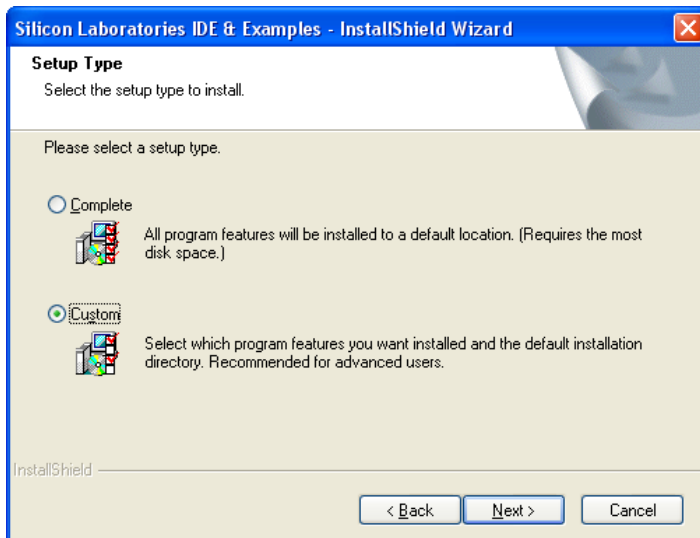 Silicon Laboratories IDE & Examples - InstallShield Wizard
Setup Type
Select the setup type to install.
Please select a setup type.
Complete
All program features will be installed to a default location. (Requires the most
disk space.)
Custom
Select which program features you want installed and the default installation
directory. Recommended for advanced users.
InstallShield
< Back Next > Cancel